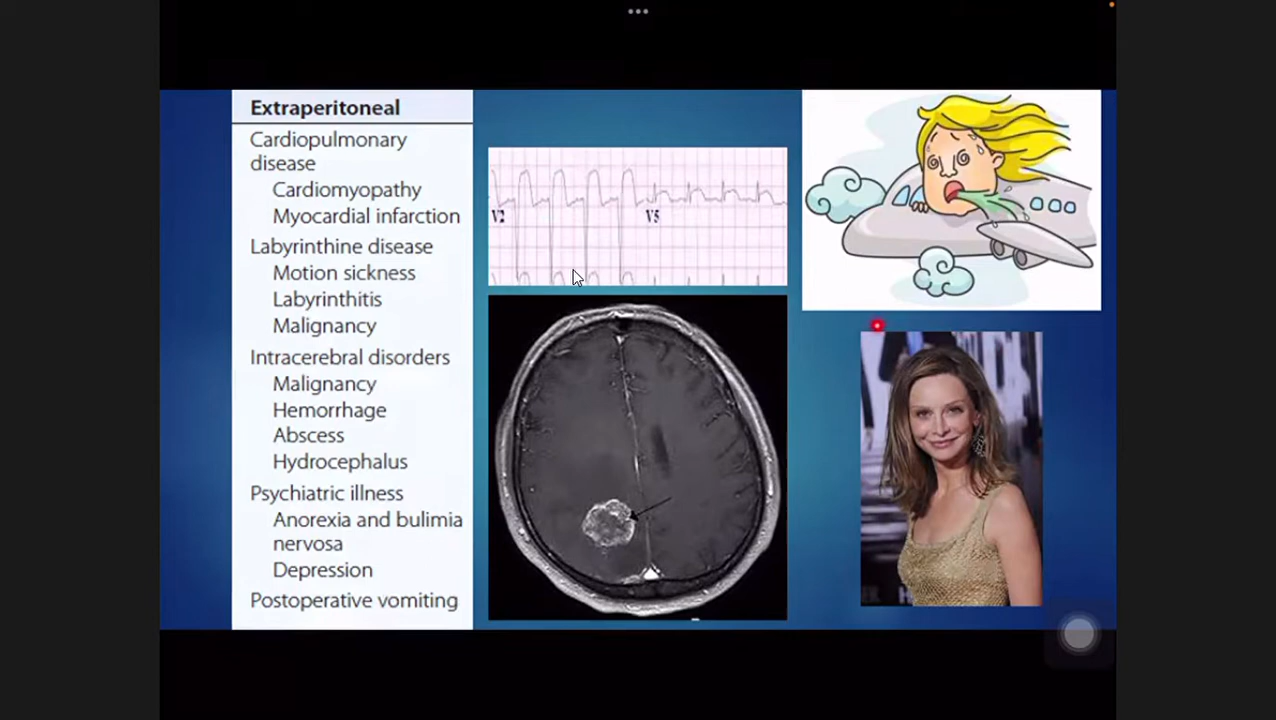 Extraperitoneal
Cardiopulmonary
disease
Cardiomyopathy
Myocardial infarction
Labyrinthine disease
Motion sickness
Labyrinthitis
Malignancy
Intracerebral disorders
Malignancy
Hemorrhage
Abscess
Hydrocephalus
Psychiatric illness
Anorexia and bulimia
nervosa
Depression
Postoperative vomiting
V2
V5